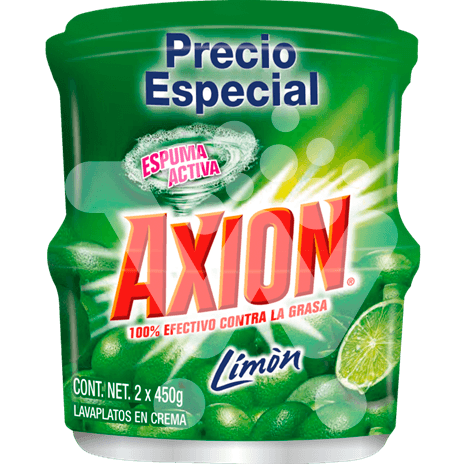 Precio
Especial
ESPUMA
ACTIVA
AXION®
100% EFECTIVO CONTRA LA GRASA
Limòn
CONT. NET. 2 x 450g
LAVAPLATOS EN CREMA